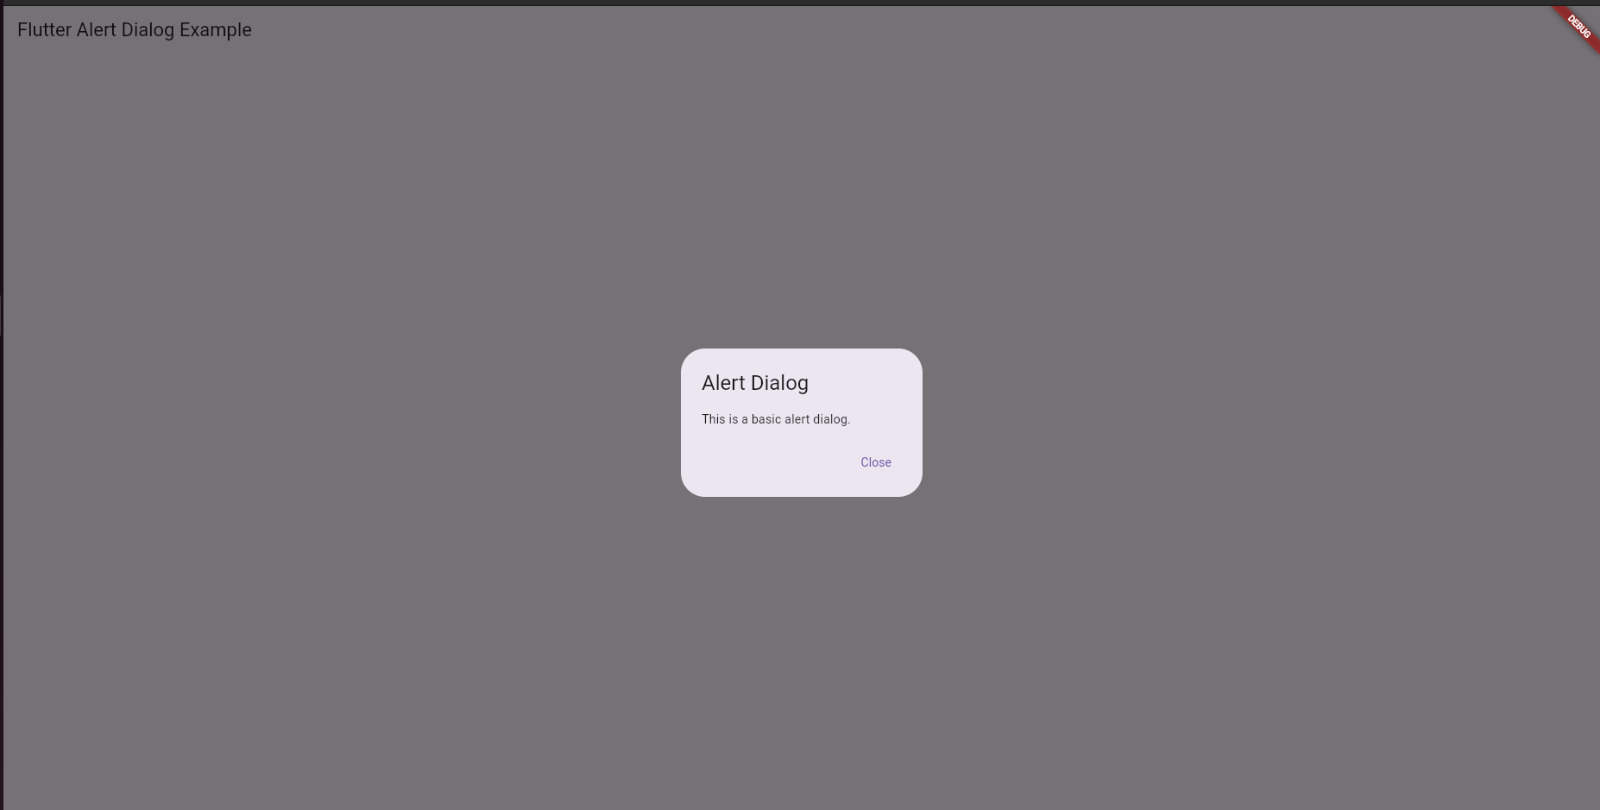 Flutter Alert Dialog Example
DEBUG
Alert Dialog
This is a basic alert dialog.
Close